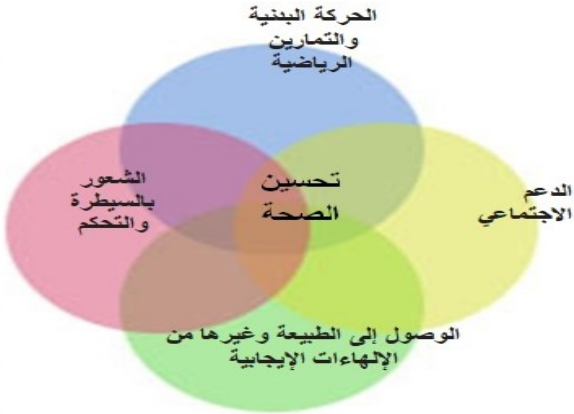 الحركة البدنية
والتمارين
الرياضية
الشعور
بالسيطرة
والتحكم
تحسين
الصحة
الدعم
الاجتماعي
الوصول إلى الطبيعة وغيرها من
الإلهاءات الإيجابية